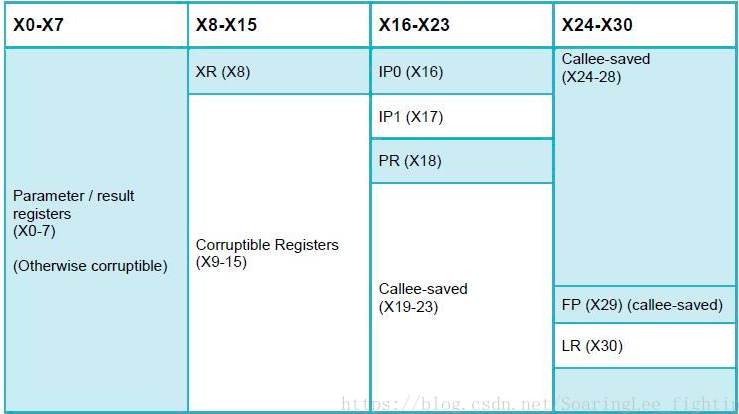 X0-X7
X8-X15
X16-X23
X24-X30
Parameter / result
registers
(X0-7)
(Otherwise corruptible)
XR (X8)
Corruptible Registers
(X9-15)
IP0 (X16)
IP1 (X17)
PR (X18)
Callee-saved
(X19-23)
Callee-saved
(X24-28)
FP (X29) (callee-saved)
LR (X30)
https://blog.csdn.net/SoaringLee_fightin